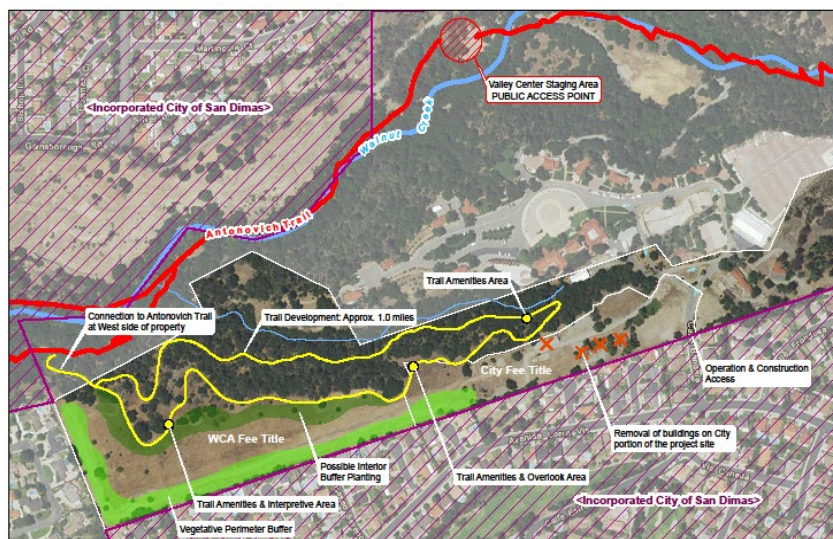 <Incorporated City of San Dimas>
Gainsborough Rd
Valley Center Staging Area
PUBLIC ACCESS POINT
Walnut Creek
Antonovich Trail
Trail Amenities Area
Connection to Antonovich Trail
at West side of property
Trail Development: Approx. 1.0 miles
Operation & Construction
Access
City Fee Title
Removal of buildings on City
portion of the project site
WCA Fee Title
Possible Interior
Buffer Planting
Trail Amenities & Overlook Area
Trail Amenities & Interpretive Area
Vegetative Perimeter Buffer
<Incorporated City of San Dimas>